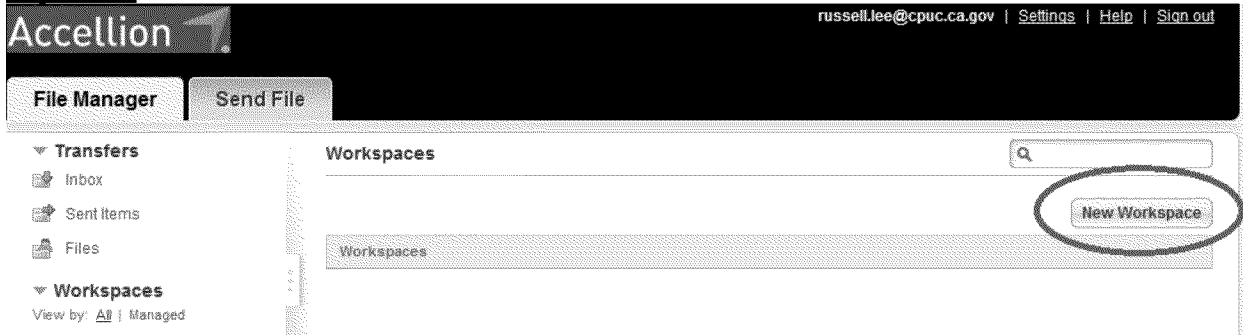 Accellion
russell.lee@cpuc.ca.gov | Settings | Help | Sign out
File Manager
Send File
Transfers
Inbox
Sent Items
Files
Workspaces
View by: All | Managed
Workspaces
New Workspace
Workspaces